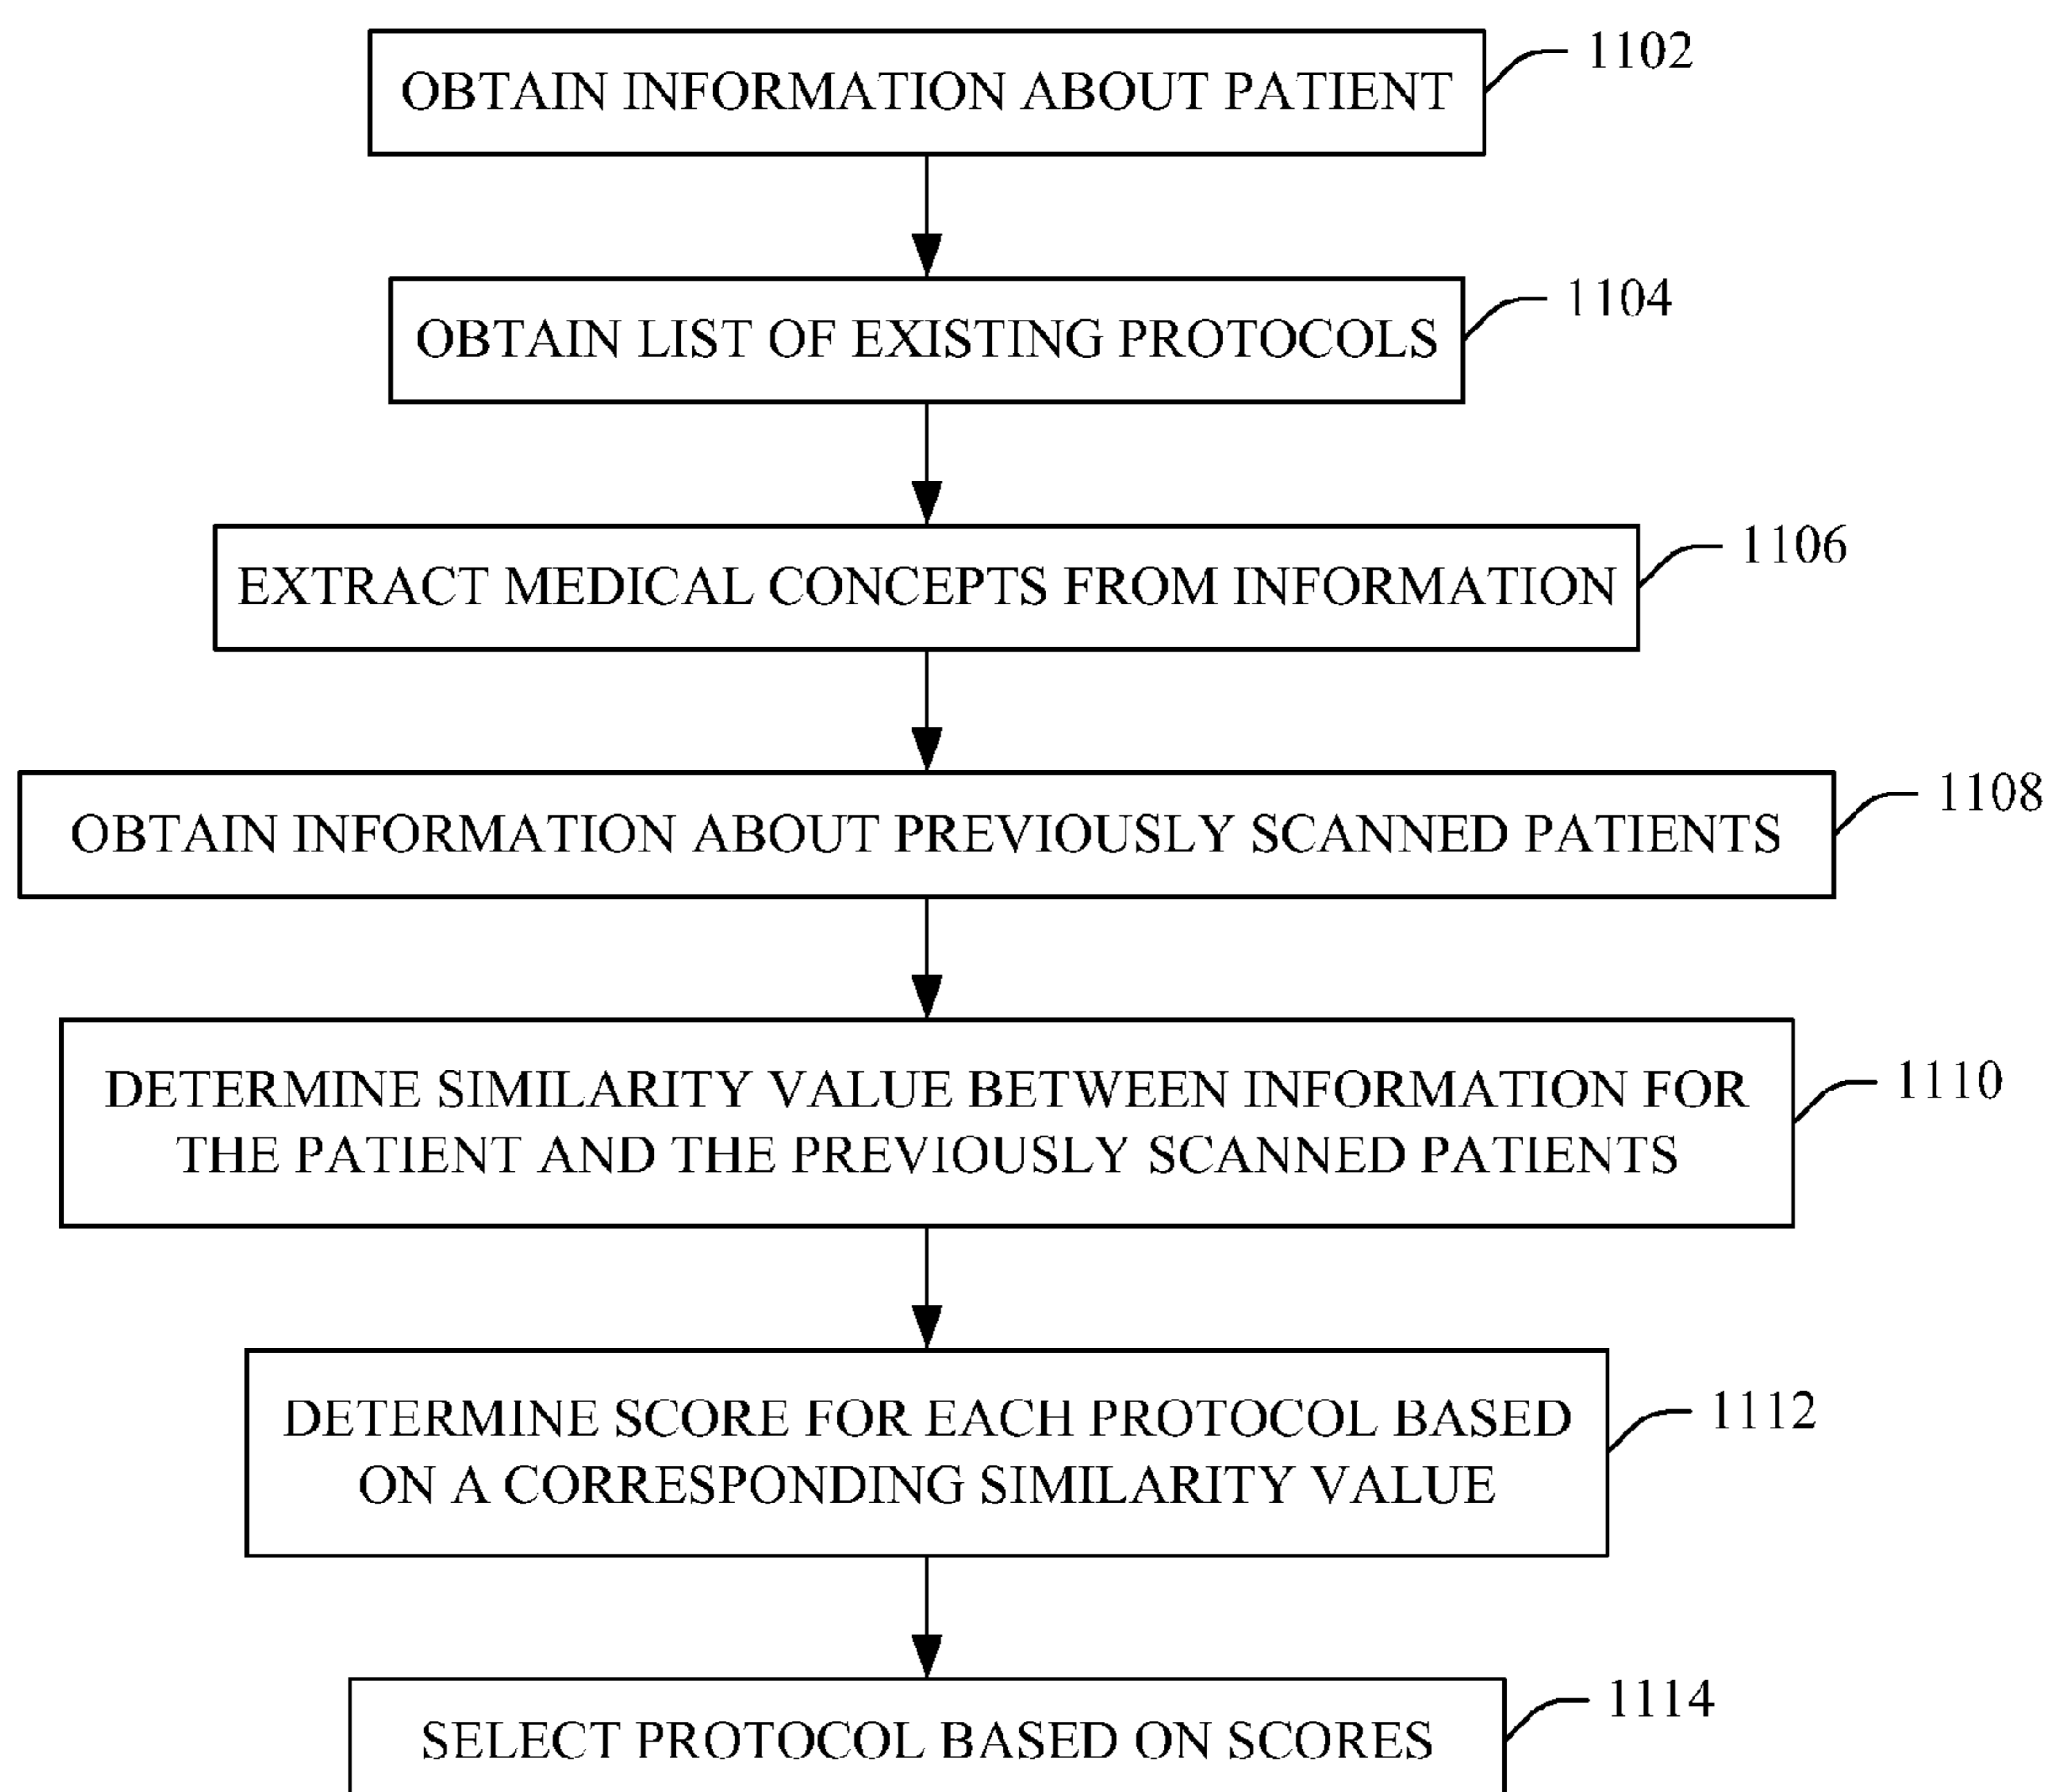 OBTAIN INFORMATION ABOUT PATIENT
1102
OBTAIN LIST OF EXISTING PROTOCOLS
1104
EXTRACT MEDICAL CONCEPTS FROM INFORMATION
1106
OBTAIN INFORMATION ABOUT PREVIOUSLY SCANNED PATIENTS
1108
DETERMINE SIMILARITY VALUE BETWEEN INFORMATION FOR
THE PATIENT AND THE PREVIOUSLY SCANNED PATIENTS
1110
DETERMINE SCORE FOR EACH PROTOCOL BASED
ON A CORRESPONDING SIMILARITY VALUE
1112
SELECT PROTOCOL BASED ON SCORES
1114